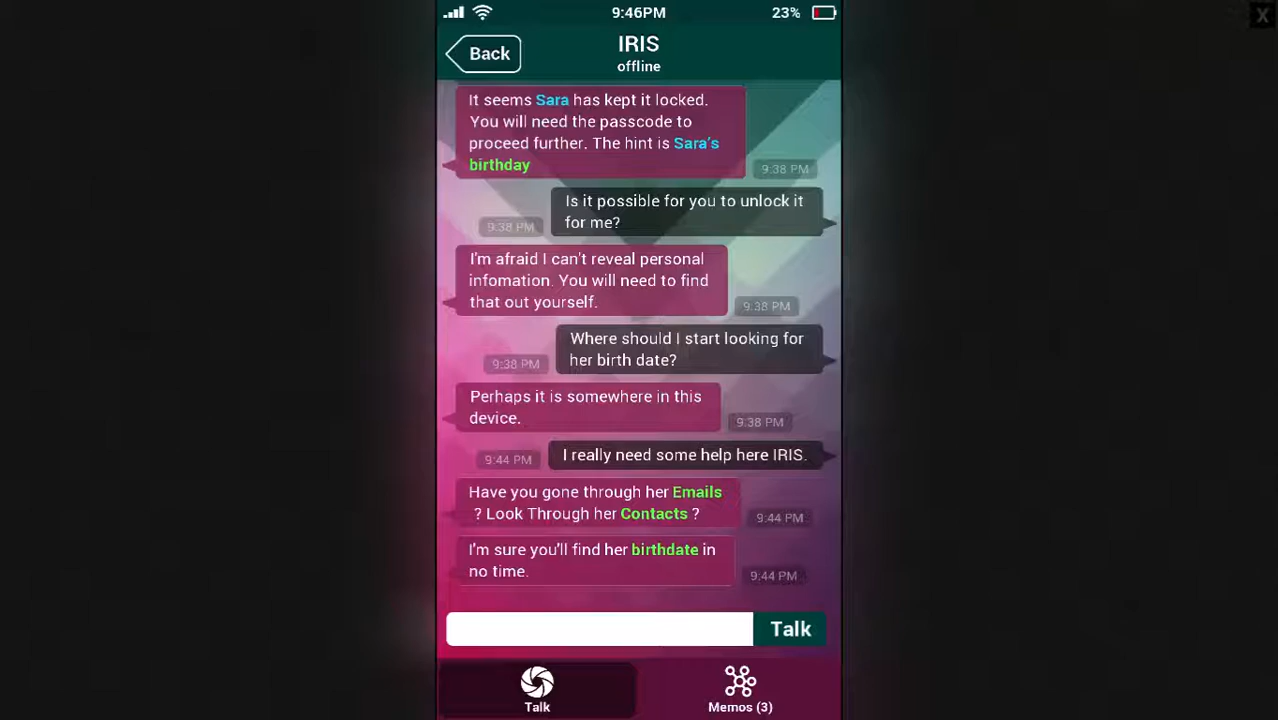 9:46PM
23%
X
Back
IRIS
offline
It seems Sara has kept it locked.
You will need the passcode to
proceed further. The hint is Sara's
birthday
9:38 PM
Is it possible for you to unlock it
for me?
9:38 PM
I'm afraid I can't reveal personal
infomation. You will need to find
that out yourself.
9:38 PM
Where should I start looking for
her birth date?
9:38 PM
Perhaps it is somewhere in this
device.
9:38 PM
I really need some help here IRIS.
9:44 PM
Have you gone through her Emails
? Look Through her Contacts ?
9:44 PM
I'm sure you'll find her birthdate in
no time.
9:44 PM
Talk
Talk
Memos (3)